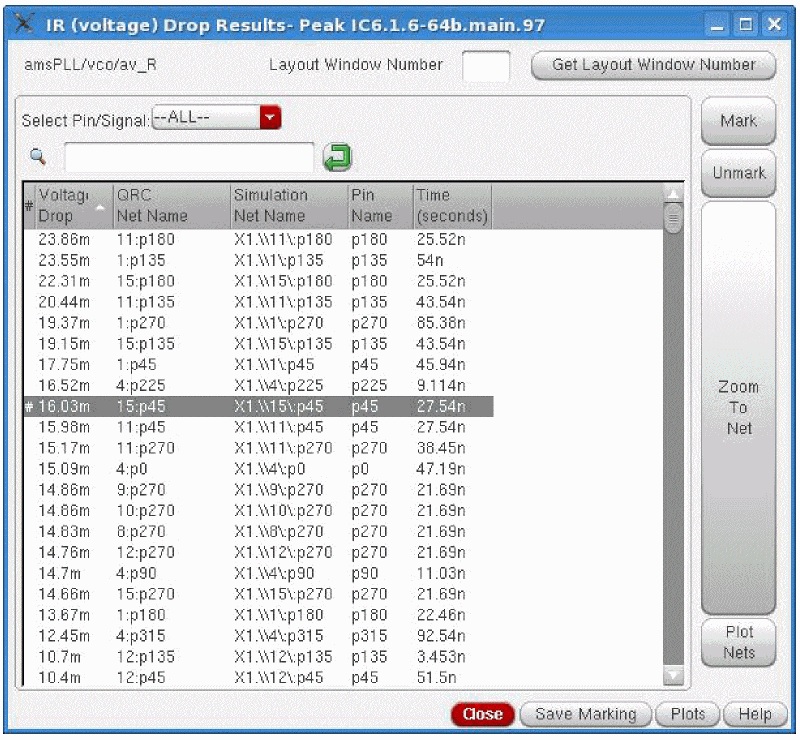 IR (voltage) Drop Results- Peak IC6.1.6-64b.main.97
amsPLL/vco/av_R Layout Window Number Get Layout Window Number
Select Pin/Signal: --ALL--
Mark
Unmark
Zoom
To
Net
Plot
Nets
# Voltag QRC Simulation Pin Time
Drop Net Name Net Name Name (seconds)
23.86m 11:p180 X1.\\11\:p180 p180 25.52n
23.55m 1:p135 X1.\\1\:p135 p135 54n
22.31m 15:p180 X1.\\15\:p180 p180 25.52n
20.44m 11:p135 X1.\\11\:p135 p135 43.54n
19.37m 1:p270 X1.\\1\:p270 p270 85.38n
19.15m 15:p135 X1.\\15\:p135 p135 43.54n
17.75m 1:p45 X1.\\1\:p45 p45 45.94n
16.52m 4:p225 X1.\\4\:p225 p225 9.114n
# 16.03m 15:p45 X1.\\15\:p45 p45 27.54n
15.98m 11:p45 X1.\\11\:p45 p45 27.54n
15.17m 11:p270 X1.\\11\:p270 p270 38.45n
15.09m 4:p0 X1.\\4\:p0 p0 47.19n
14.86m 9:p270 X1.\\9\:p270 p270 21.69n
14.86m 10:p270 X1.\\10\:p270 p270 21.69n
14.83m 8:p270 X1.\\8\:p270 p270 21.69n
14.76m 12:p270 X1.\\12\:p270 p270 21.69n
14.7m 4:p90 X1.\\4\:p90 p90 11.03n
14.66m 15:p270 X1.\\15\:p270 p270 21.69n
13.67m 1:p180 X1.\\1\:p180 p180 22.46n
12.45m 4:p315 X1.\\4\:p315 p315 92.54n
10.7m 12:p135 X1.\\12\:p135 p135 3.453n
10.4m 12:p45 X1.\\12\:p45 p45 51.5n
Close Save Marking Plots Help